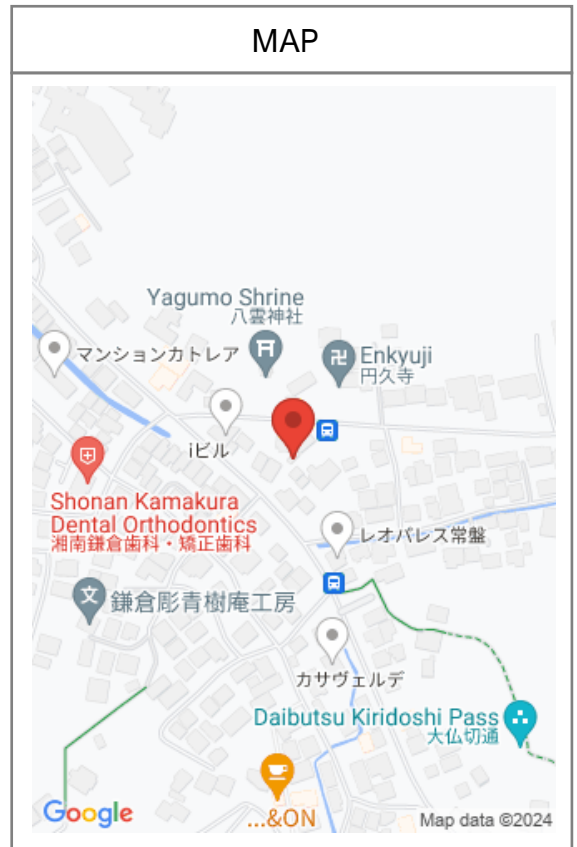 MAP
Yagumo Shrine
八雲神社
マンションカトレア
Enkyuji
円久寺
iビル
Shonan Kamakura
Dental Orthodontics
湘南鎌倉歯科・矯正歯科
レオパレス常盤
鎌倉彫青樹庵工房
カサヴェルデ
Daibutsu Kiridoshi Pass
大仏切通
...&ON
Google
Map data ©2024